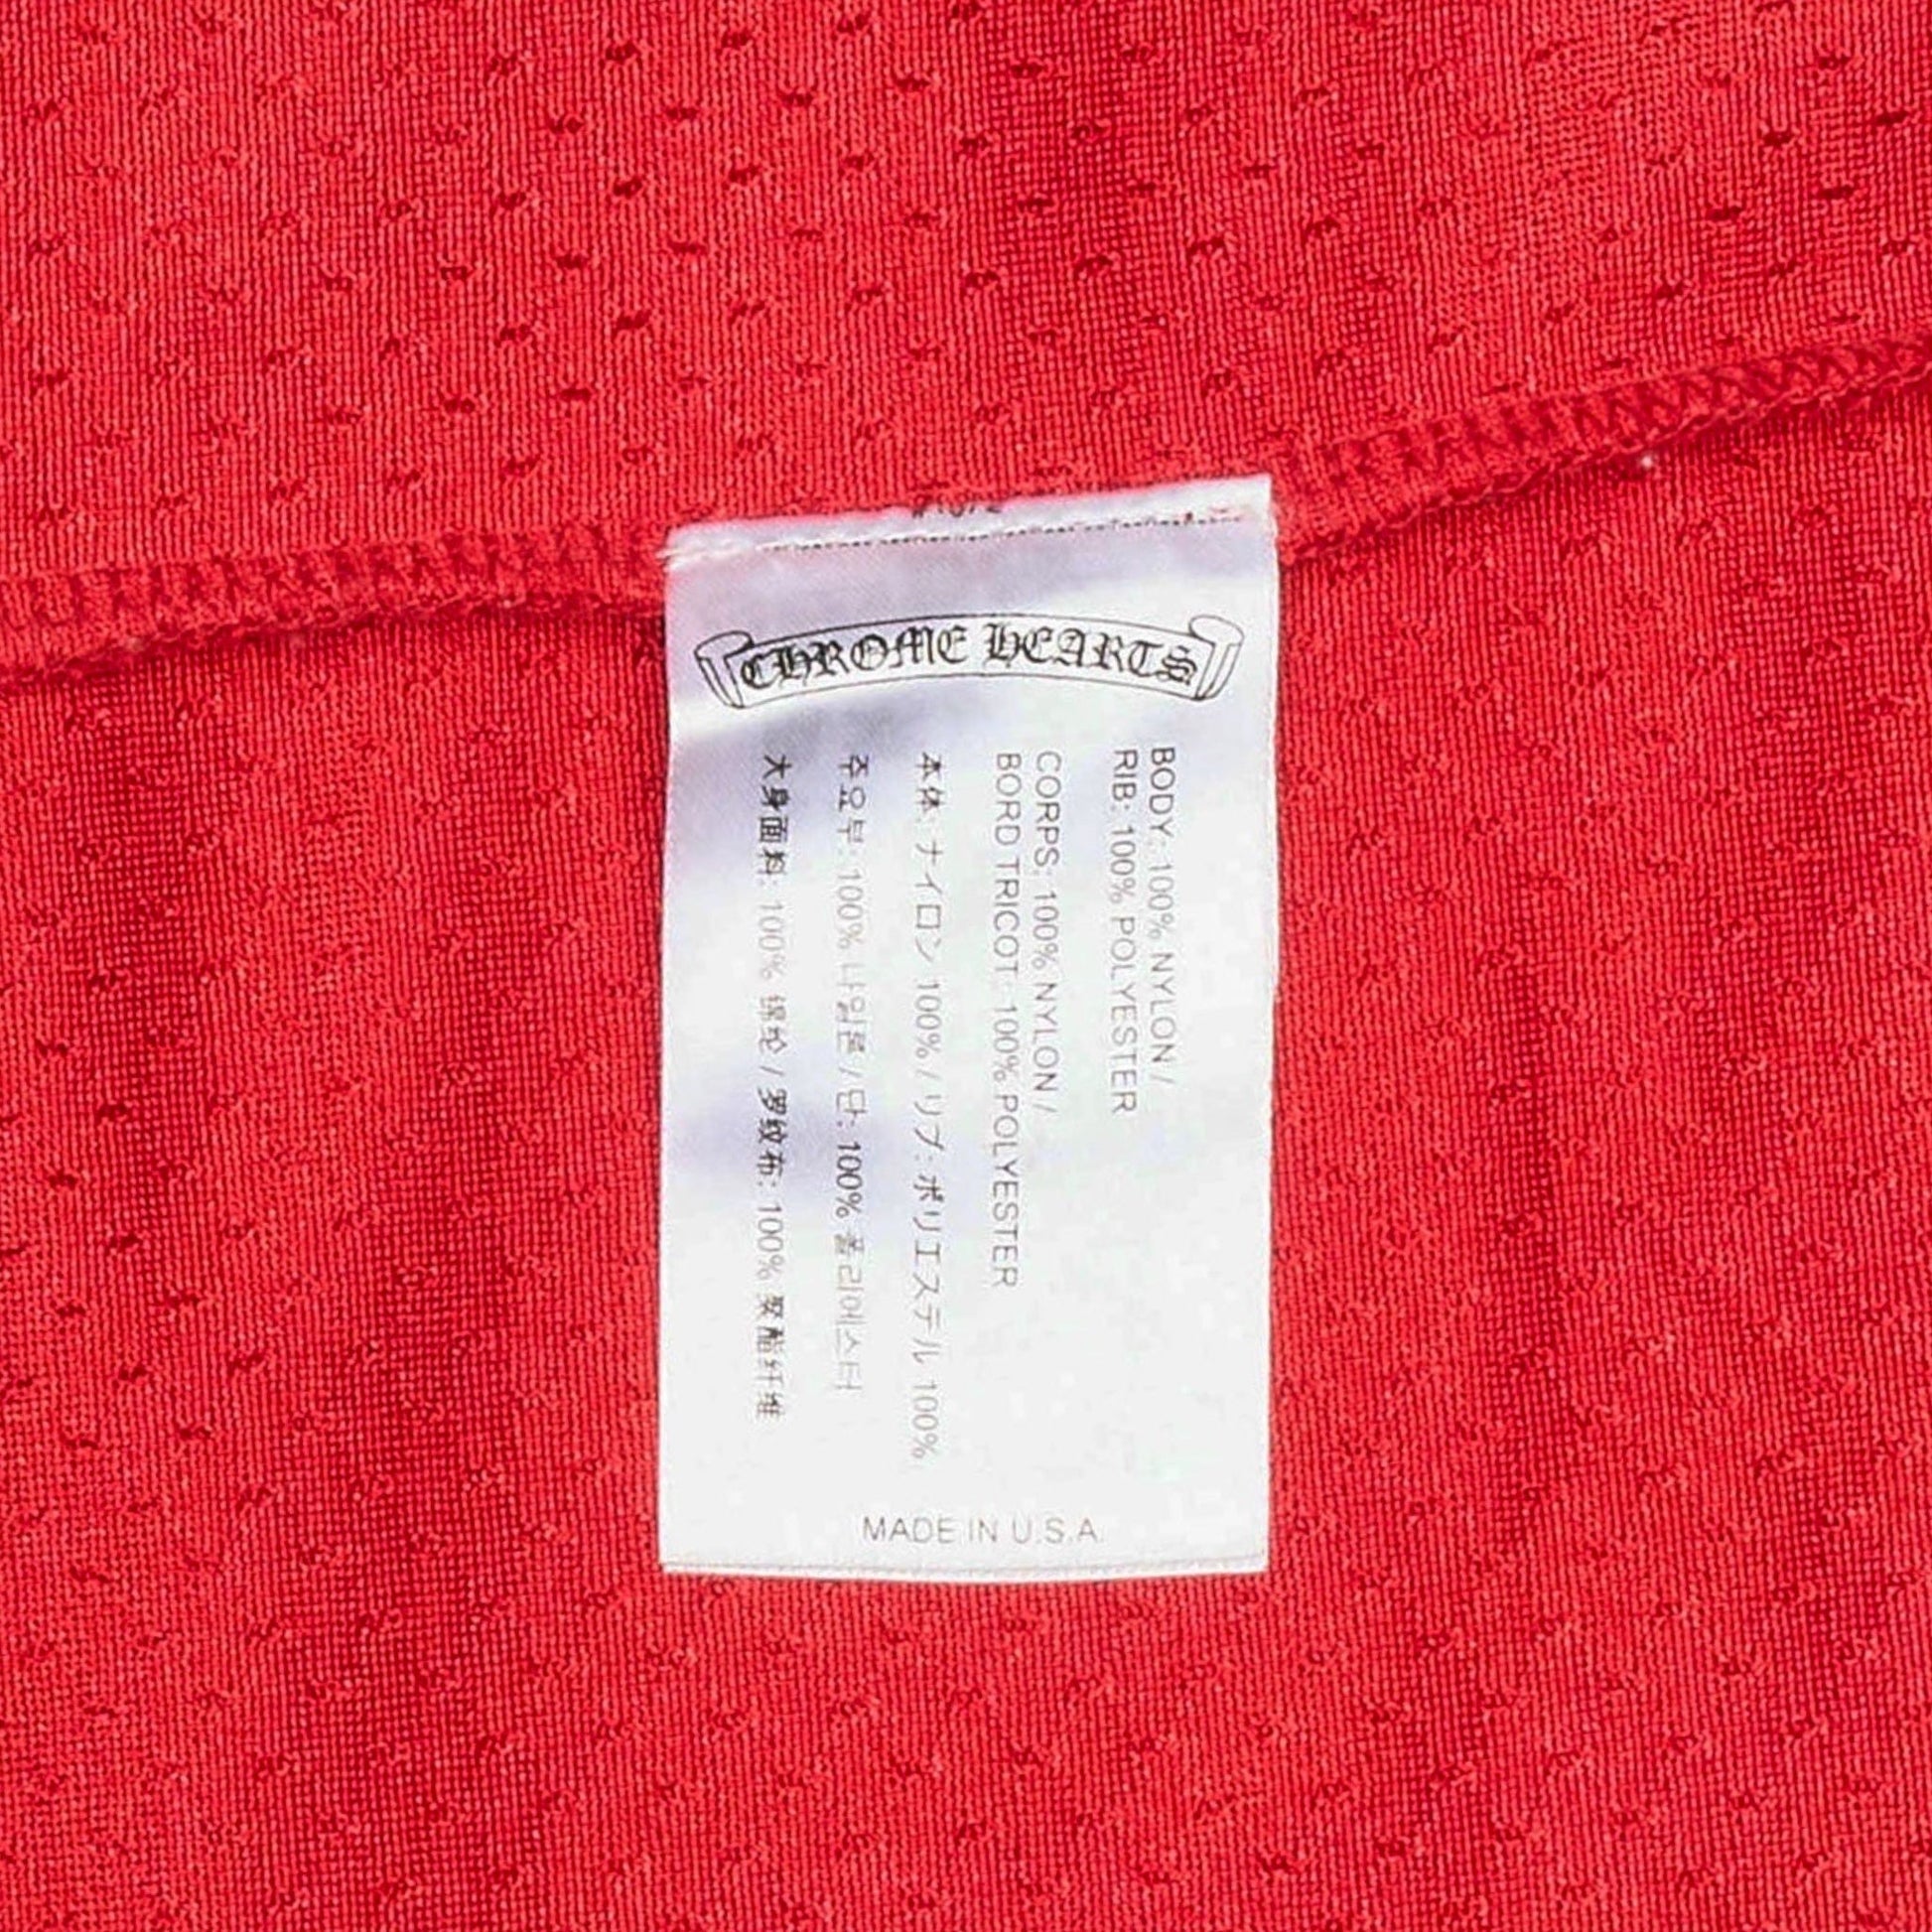 CHROME HEARTS
BODY: 100% NYLON /
RIB: 100% POLYESTER
CORPS: 100% NYLON /
BORD TRICOT: 100% POLYESTER
本体: ナイロン 100% / リブ: ポリエステル 100%
주요부: 100% 나일론 / 단: 100% 폴리에스터
大身面料: 100% 绵纶 / 罗纹布: 100% 聚酯纤维
MADE IN U.S.A.